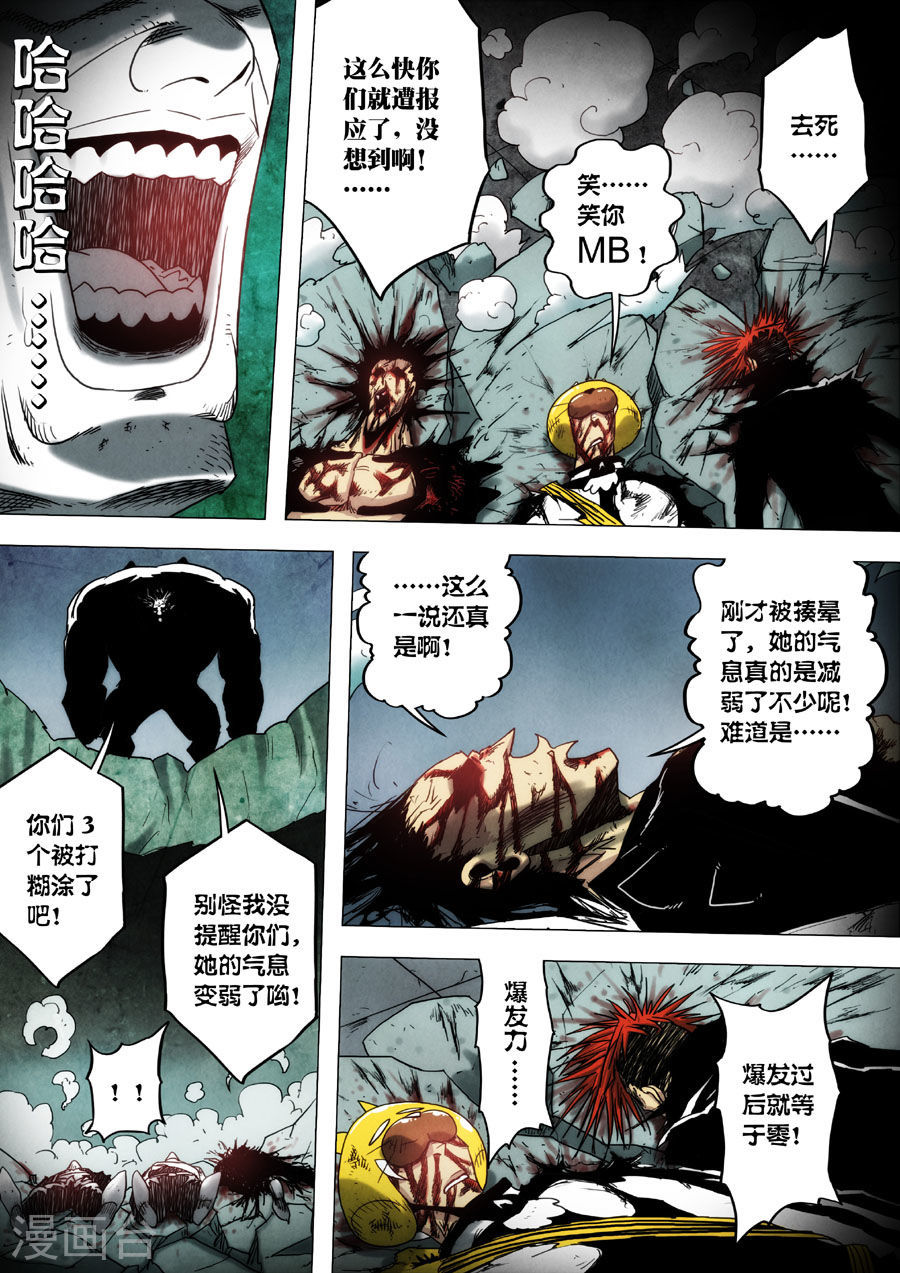 哈哈哈哈……
这么快你
们就遭报
应了，没
想到啊！
……
笑……
笑你
MB！
去死
……
你们3
个被打
糊涂了
吧！
别怪我没
提醒你们，
她的气息
变弱了哟！
！！
……这么
一说还真
是啊！
刚才被揍晕
了，她的气
息真的是减
弱了不少呢！
难道是……
爆发力……
爆发过
后就等
于零！
漫画台